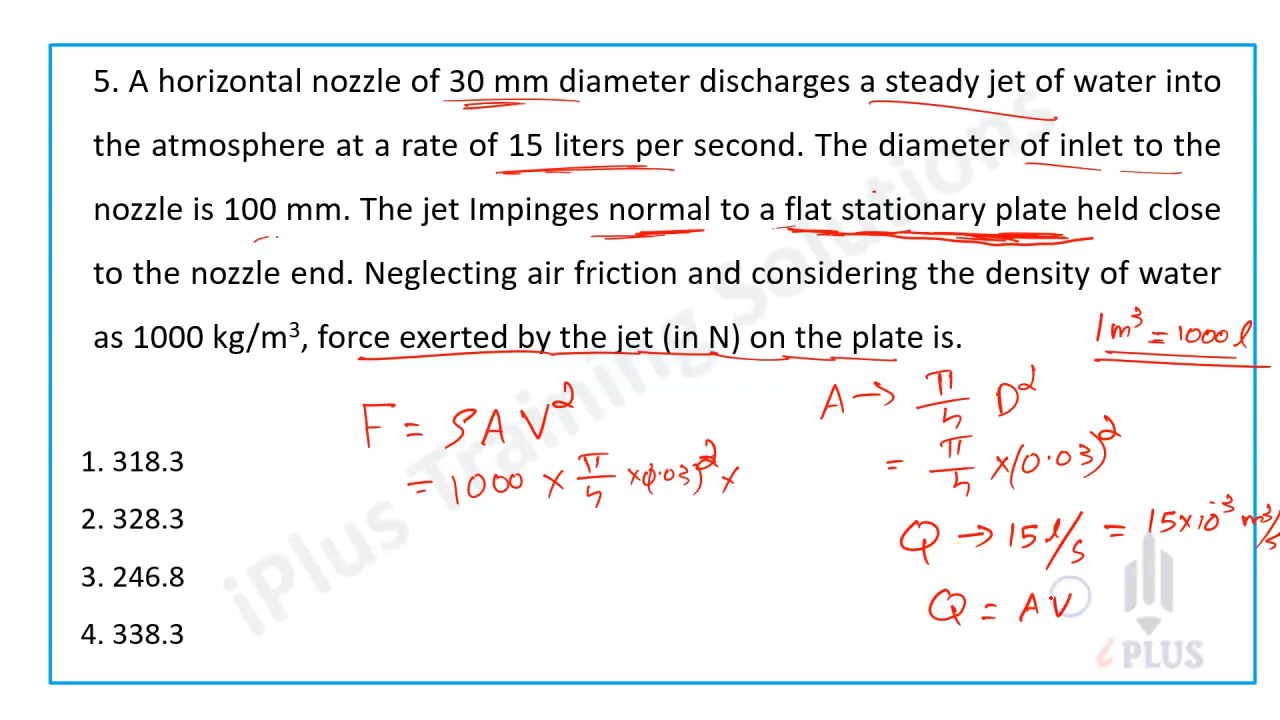 5. A horizontal nozzle of 30 mm diameter discharges a steady jet of water into
the atmosphere at a rate of 15 liters per second. The diameter of inlet to the
nozzle is 100 mm. The jet Impinges normal to a flat stationary plate held close
to the nozzle end. Neglecting air friction and considering the density of water
as 1000 kg/m³, force exerted by the jet (in N) on the plate is.
1 m³ = 1000 l
F = ρ A V²
= 1000 × π/4 × (0.03)² ×
A → π/4 D²
= π/4 × (0.03)²
Q → 15 l/s = 15×10⁻³ m³/s
Q = A V
1. 318.3
2. 328.3
3. 246.8
4. 338.3
iPlus Training Solutions
i PLUS